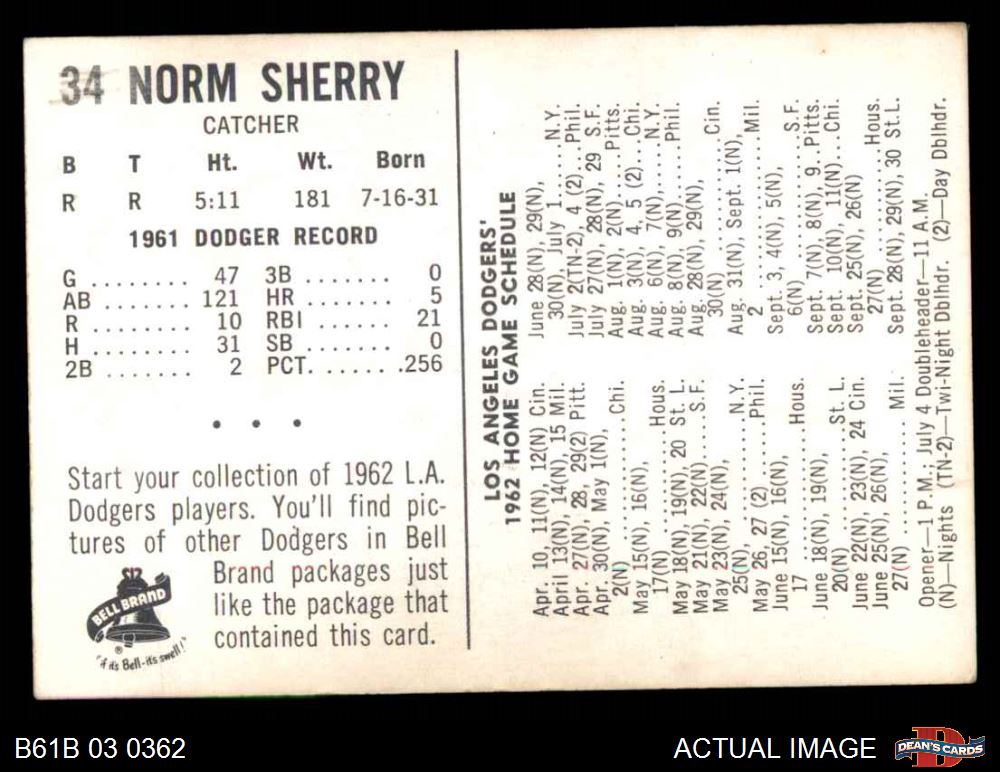 34 NORM SHERRY
CATCHER
B T Ht. Wt. Born
R R 5:11 181 7-16-31
1961 DODGER RECORD
G ........ 47 3B ........ 0
AB ....... 121 HR ....... 5
R ........ 10 RBI ...... 21
H ........ 31 SB ....... 0
2B ....... 2 PCT. ...... .256
• • •
Start your collection of 1962 L.A.
Dodgers players. You'll find pic-
tures of other Dodgers in Bell
Brand packages just
like the package that
contained this card.
BELL BRAND
®
"if it's Bell-it's swell!"
LOS ANGELES DODGERS'
1962 HOME GAME SCHEDULE
Apr. 10, 11(N), 12(N) Cin.
April 13(N), 14(N), 15 Mil.
Apr. 27(N), 28, 29(2) Pitt.
Apr. 30(N), May 1(N),
2(N) ............... Chi.
May 15(N), 16(N),
17(N) ............. Hous.
May 18(N), 19(N), 20 St. L.
May 21(N), 22(N) ..... S.F.
May 23(N), 24(N),
25(N) ............... N.Y.
May 26, 27 (2) ..... Phil.
June 15(N), 16(N),
17 ................ Hous.
June 18(N), 19(N),
20(N) ............. St. L.
June 22(N), 23(N), 24 Cin.
June 25(N), 26(N),
27(N) ............... Mil.
June 28(N), 29(N),
30(N), July 1 ...... N.Y.
July 2(TN-2), 4 (2) ... Phil.
July 27(N), 28(N), 29 S.F.
Aug. 1(N), 2(N) ..... Pitts.
Aug. 3(N), 4, 5 (2) ... Chi.
Aug. 6(N), 7(N), ..... N.Y.
Aug. 8(N), 9(N) ..... Phil.
Aug. 28(N), 29(N),
30(N) ............... Cin.
Aug. 31(N), Sept. 1(N),
2 .................. Mil.
Sept. 3, 4(N), 5(N),
6(N) ............... S.F.
Sept. 7(N), 8(N), 9 .. Pitts.
Sept. 10(N), 11(N) ... Chi.
Sept. 25(N), 26(N)
27(N) ............. Hous.
Sept. 28(N), 29(N), 30 St.L.
Opener—1 P.M.; July 4 Doubleheader—11 A.M.
(N)—Nights (TN-2)—Twi-Night Dblhdr. (2)—Day Dblhdr.
B61B 03 0362
ACTUAL IMAGE
DEAN'S CARDS